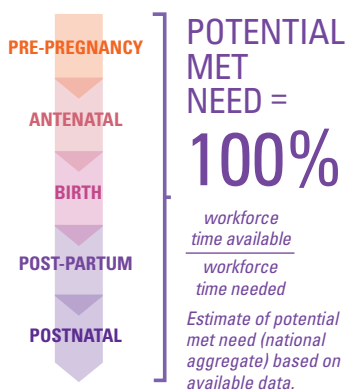 PRE-PREGNANCY
ANTENATAL
BIRTH
POST-PARTUM
POSTNATAL
POTENTIAL
MET
NEED =
100%
workforce
time available
workforce
time needed
Estimate of potential
met need (national
aggregate) based on
available data.